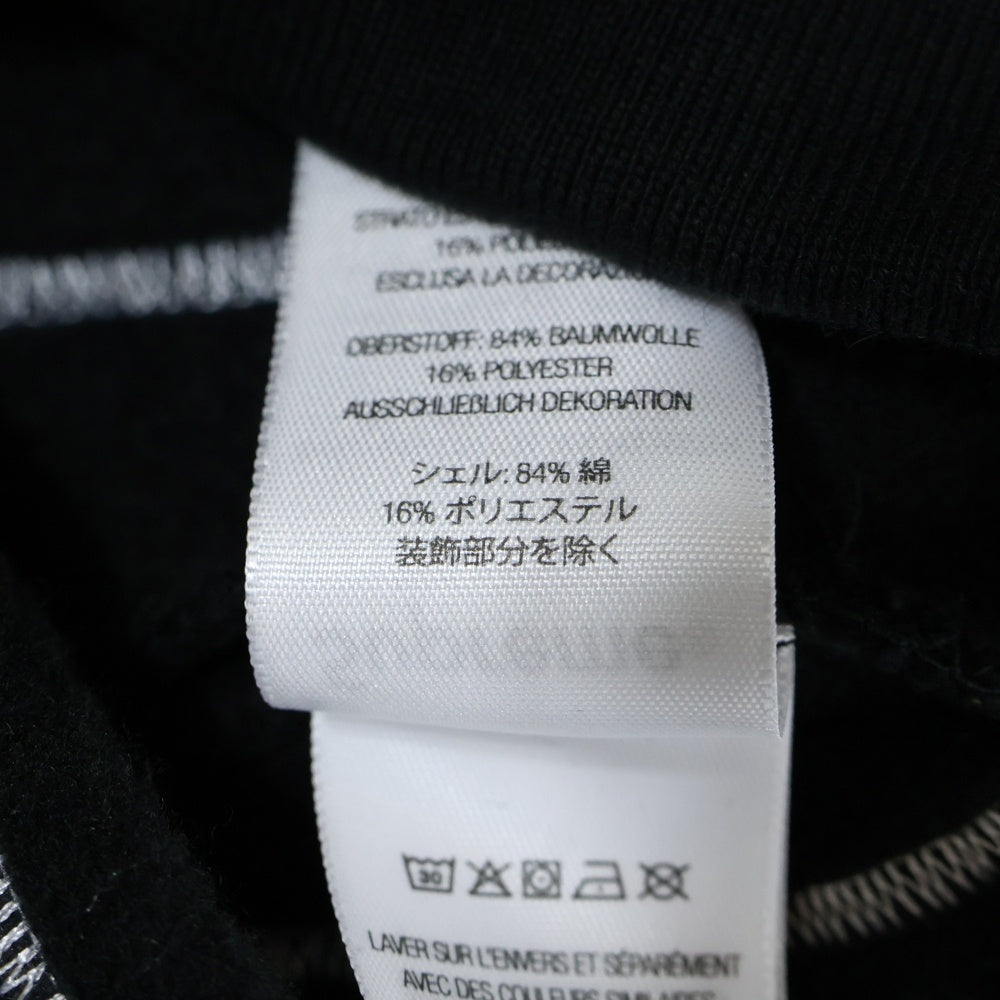 16%
ESCLUSA LA
OBERSTOFF: 84% BAUMWOLLE
16% POLYESTER
AUSSCHLIEßLICH DEKORATION
シェル: 84% 綿
16% ポリエステル
装飾部分を除く
30
LAVER SUR L'ENVERS ET SÉPARÉMENT
AVEC DES COULEURS SIMILAIRES